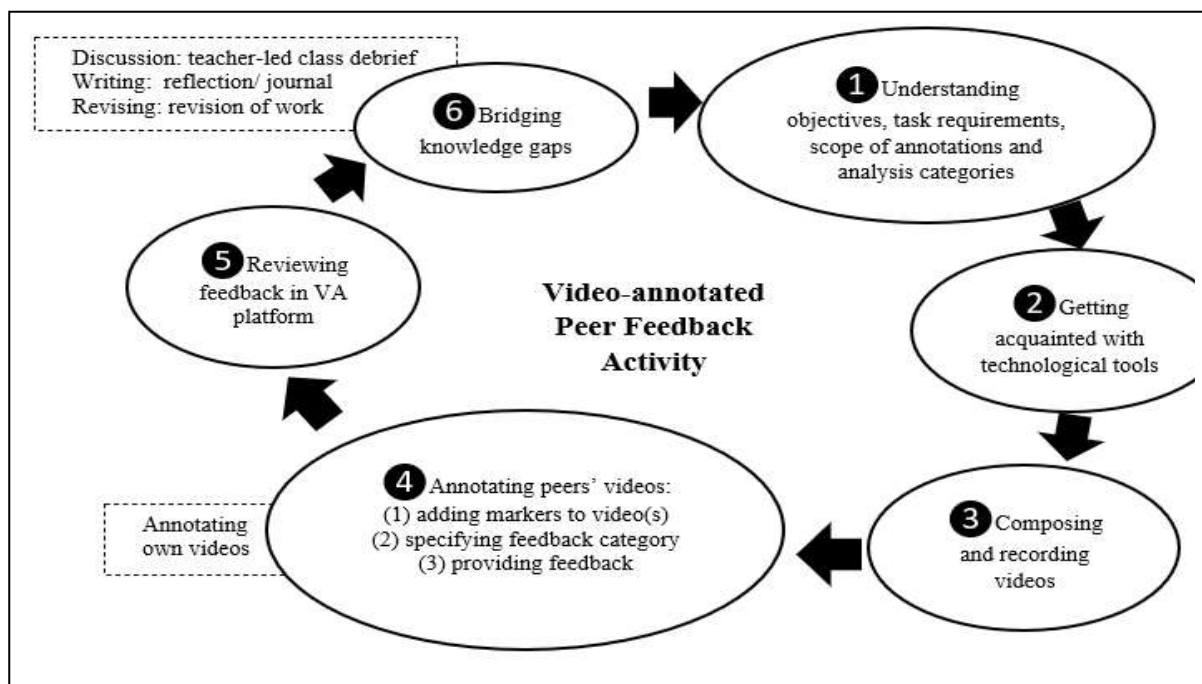 Discussion: teacher-led class debrief
Writing: reflection/ journal
Revising: revision of work
6 Bridging
knowledge gaps
1 Understanding
objectives, task requirements,
scope of annotations and
analysis categories
2 Getting
acquainted with
technological tools
3 Composing
and recording
videos
4 Annotating peers’ videos:
(1) adding markers to video(s)
(2) specifying feedback category
(3) providing feedback
Annotating
own videos
5 Reviewing
feedback in VA
platform
Video-annotated
Peer Feedback
Activity